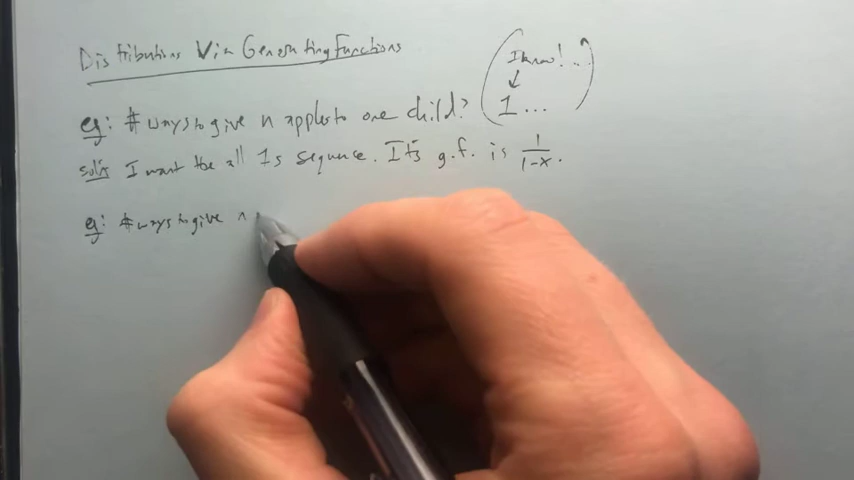 Distributions Via Generating Functions
eg: # ways to give n apples to one child? (I know! ...
↓
1 ... )
sol'n I want the all 1s sequence. It's g.f. is 1/(1-x).
eg: # ways to give n